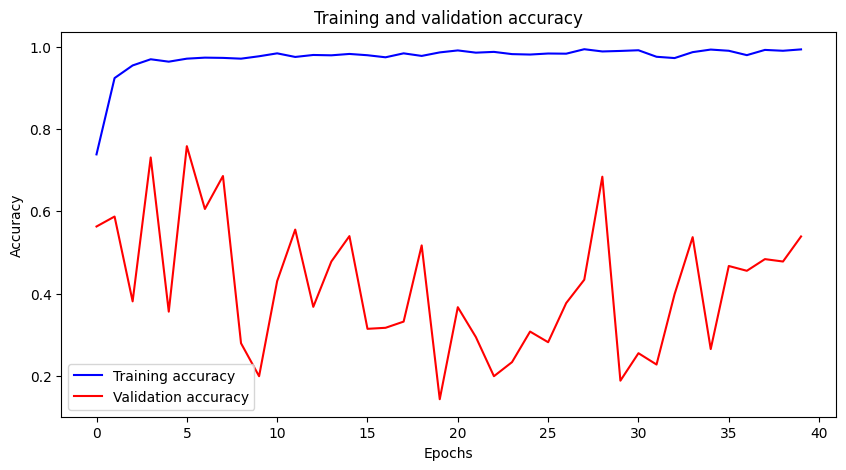 Training and validation accuracy
Accuracy
1.0
0.8
0.6
0.4
0.2
Training accuracy
Validation accuracy
0 5 10 15 20 25 30 35 40
Epochs